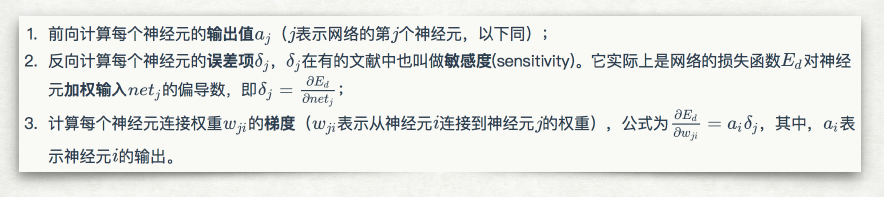 1. 前向计算每个神经元的输出值$a_j$（$j$表示网络的第$j$个神经元，以下同）；
2. 反向计算每个神经元的误差项$\delta_j$，$\delta_j$在有的文献中也叫做敏感度(sensitivity)。它实际上是网络的损失函数$E_d$对神经
元加权输入$net_j$的偏导数，即$\delta_j=\frac{\partial E_d}{\partial net_j}$；
3. 计算每个神经元连接权重$w_{ji}$的梯度（$w_{ji}$表示从神经元$i$连接到神经元$j$的权重），公式为$\frac{\partial E_d}{\partial w_{ji}}=a_i\delta_j$，其中，$a_i$表
示神经元$i$的输出。